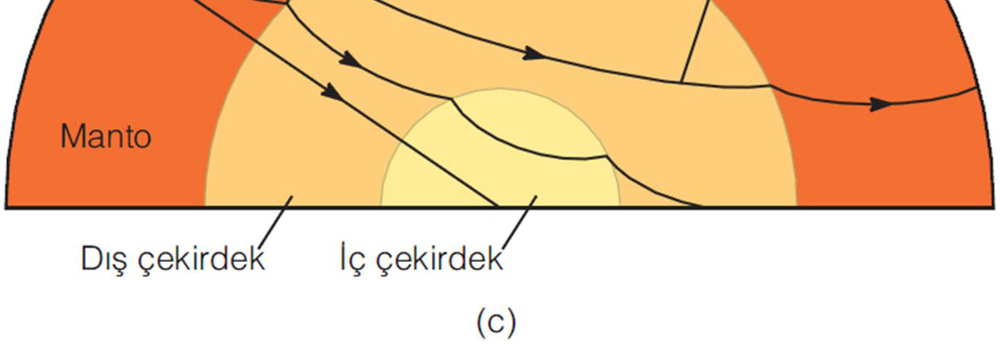 Manto
Dış çekirdek
İç çekirdek
(c)